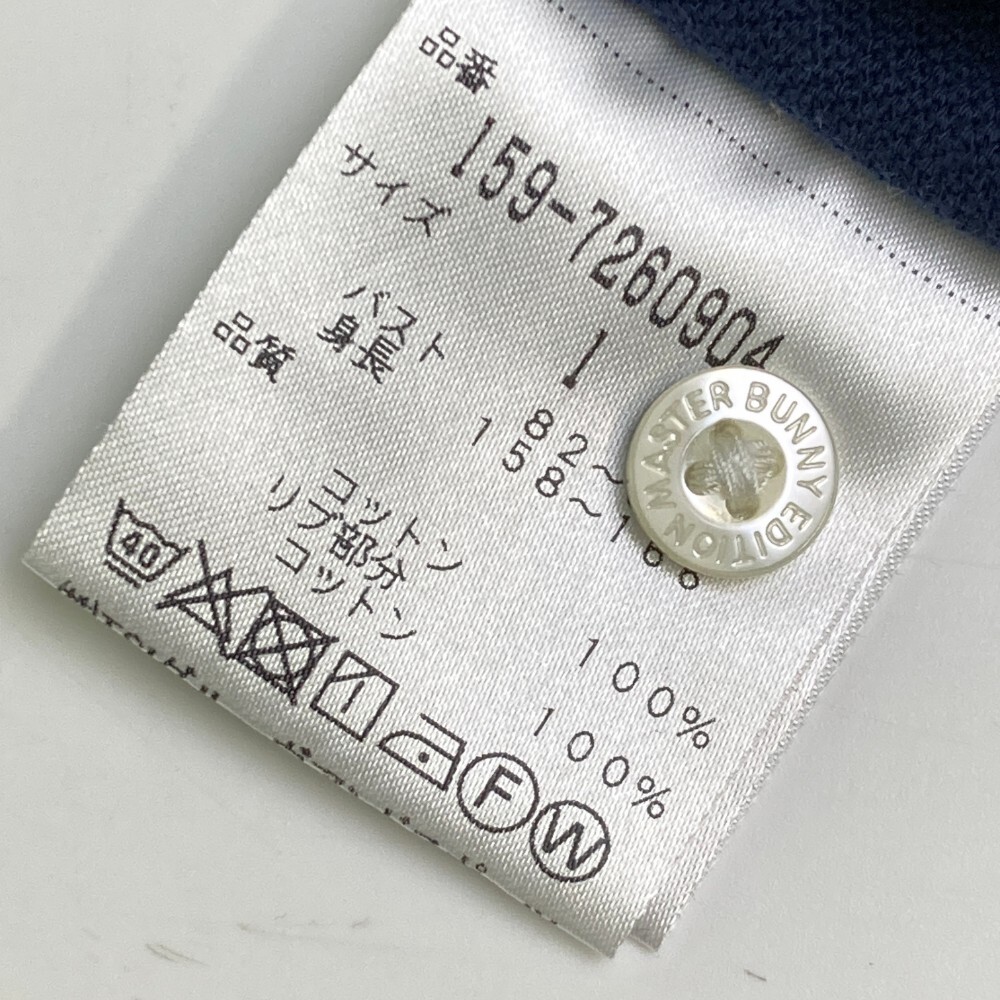 品番
159-7260904
サイズ
1
バスト
82~
身長
158~166
品質
コットン
100%
リブ部分
コットン
100%
40
F
W
MASTER BUNNY EDITION